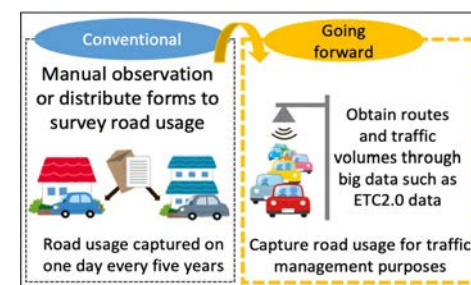 Conventional
Manual observation
or distribute forms to
survey road usage
Road usage captured on
one day every five years
Going
forward
Obtain routes
and traffic
volumes through
big data such as
ETC2.0 data
Capture road usage for traffic
management purposes